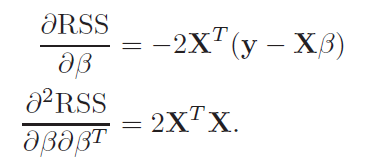 ∂RSS/∂β = −2X^T(y − Xβ)
∂²RSS/∂β∂β^T = 2X^T X.